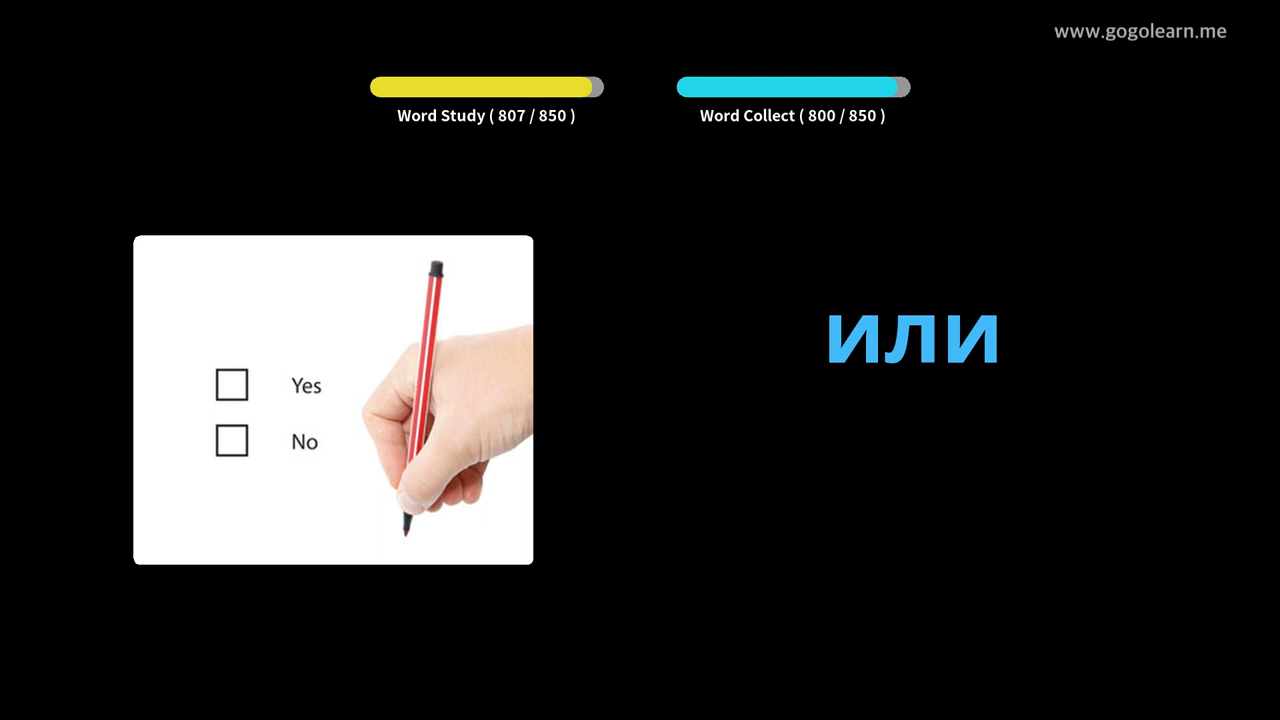 www.gogolearn.me
Word Study ( 807 / 850 )
Word Collect ( 800 / 850 )
Yes
No
или